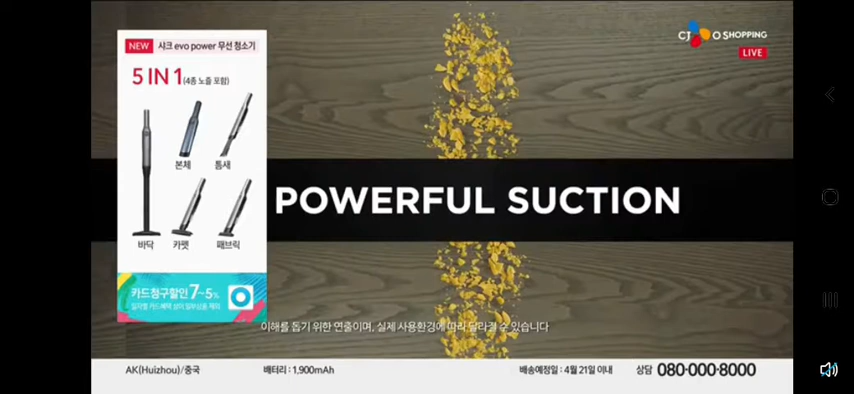 NEW 샤크 evo power 무선 청소기
5 IN 1 (4종 노즐 포함)
본체 틈새
바닥 카펫 패브릭
카드청구할인 7~5%
CJ O SHOPPING
LIVE
POWERFUL SUCTION
이해를 돕기 위한 연출이며, 실제 사용환경에 따라 달라질 수 있습니다
AK(Huizhou)/중국 배터리 : 1,900mAh 배송예정일 : 4월 21일 이내 상담 080·000·8000